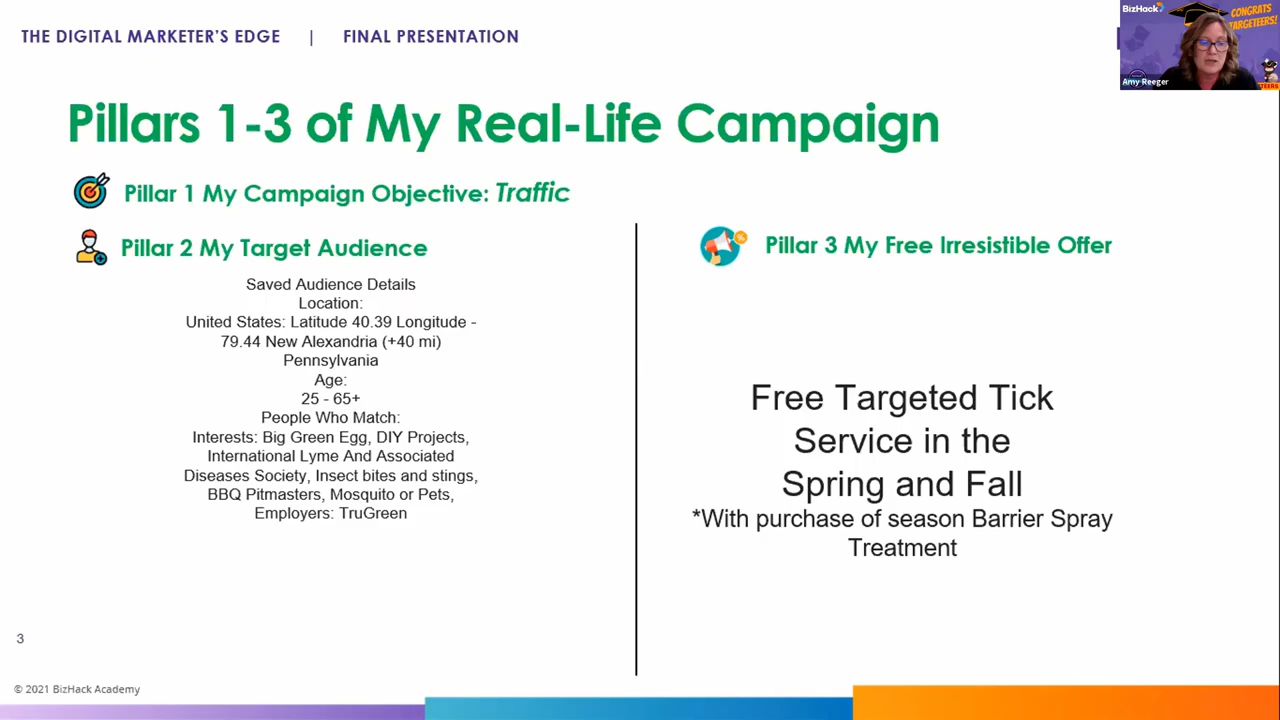 THE DIGITAL MARKETER'S EDGE | FINAL PRESENTATION
BizHack
CONGRATS
TARGETEERS!
Amy Reeger
TEERS
Pillars 1-3 of My Real-Life Campaign
Pillar 1 My Campaign Objective: Traffic
Pillar 2 My Target Audience
Saved Audience Details
Location:
United States: Latitude 40.39 Longitude -
79.44 New Alexandria (+40 mi)
Pennsylvania
Age:
25 - 65+
People Who Match:
Interests: Big Green Egg, DIY Projects,
International Lyme And Associated
Diseases Society, Insect bites and stings,
BBQ Pitmasters, Mosquito or Pets,
Employers: TruGreen
Pillar 3 My Free Irresistible Offer
Free Targeted Tick
Service in the
Spring and Fall
*With purchase of season Barrier Spray
Treatment
3
© 2021 BizHack Academy